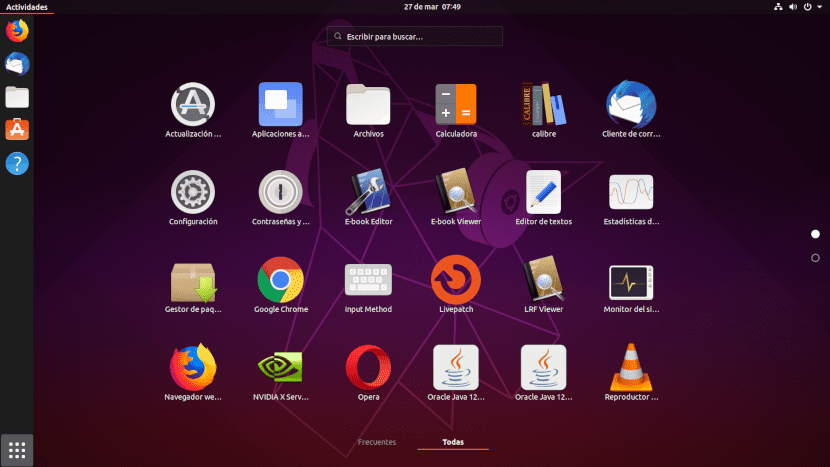 Actividades
27 de mar 07:49
Escribir para buscar...
Actualización ...
Aplicaciones a...
Archivos
Calculadora
CALIBRE
calibre
Cliente de corr...
Configuración
Contraseñas y ...
E-book Editor
E-book Viewer
Editor de textos
Estadísticas d...
Gestor de paq...
Google Chrome
Input Method
Livepatch
LRF Viewer
Monitor del si...
Navegador we...
NVIDIA X Serv...
Opera
Oracle Java 12...
Oracle Java 12...
Reproductor ...
Frecuentes
Todas